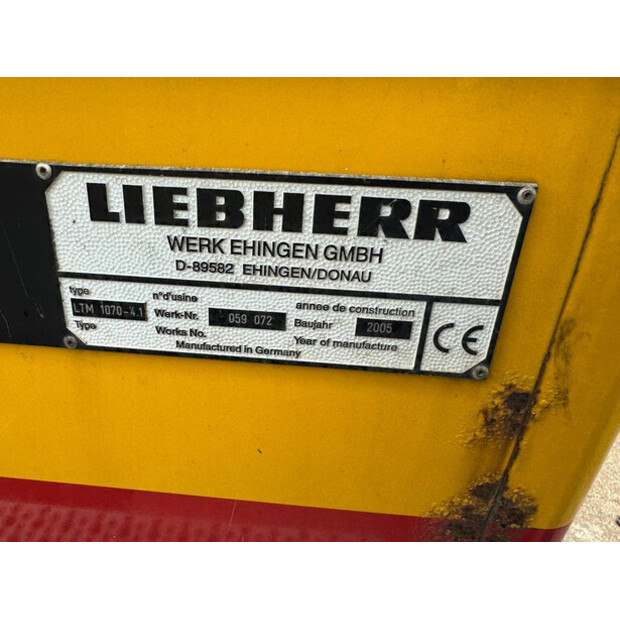 LIEBHERR
WERK EHINGEN GMBH
D-89582 EHINGEN/DONAU
type
LTM 1070-4.1
Type
n°d'usine
Werk-Nr. 059 072
Works No.
annee de construction
Baujahr 2005
Year of manufacture
Manufactured in Germany
CE